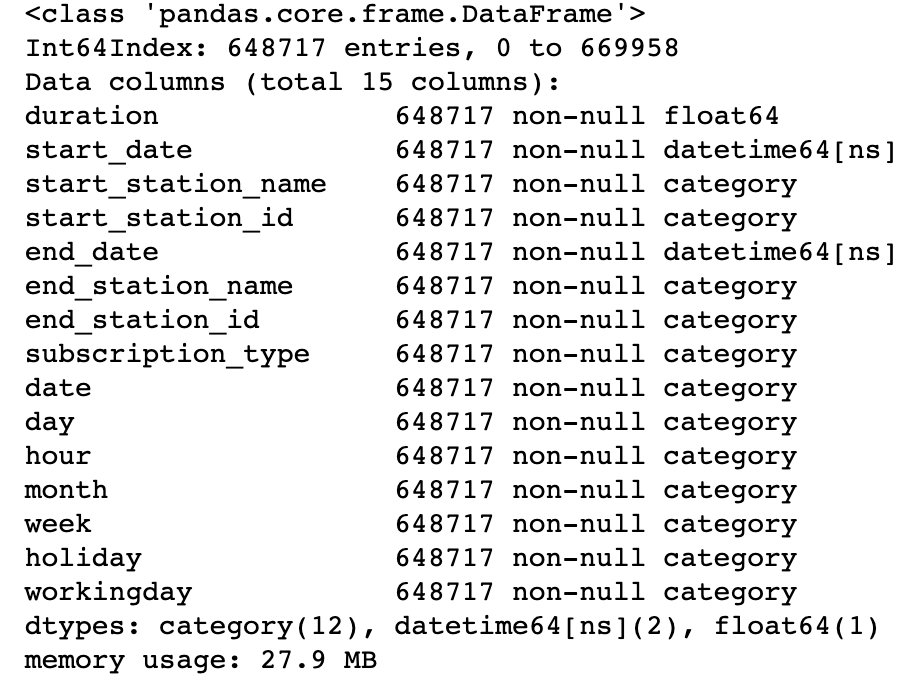 <class 'pandas.core.frame.DataFrame'>
Int64Index: 648717 entries, 0 to 669958
Data columns (total 15 columns):
duration              648717 non-null float64
start_date            648717 non-null datetime64[ns]
start_station_name    648717 non-null category
start_station_id      648717 non-null category
end_date              648717 non-null datetime64[ns]
end_station_name      648717 non-null category
end_station_id        648717 non-null category
subscription_type     648717 non-null category
date                  648717 non-null category
day                   648717 non-null category
hour                  648717 non-null category
month                 648717 non-null category
week                  648717 non-null category
holiday               648717 non-null category
workingday            648717 non-null category
dtypes: category(12), datetime64[ns](2), float64(1)
memory usage: 27.9 MB